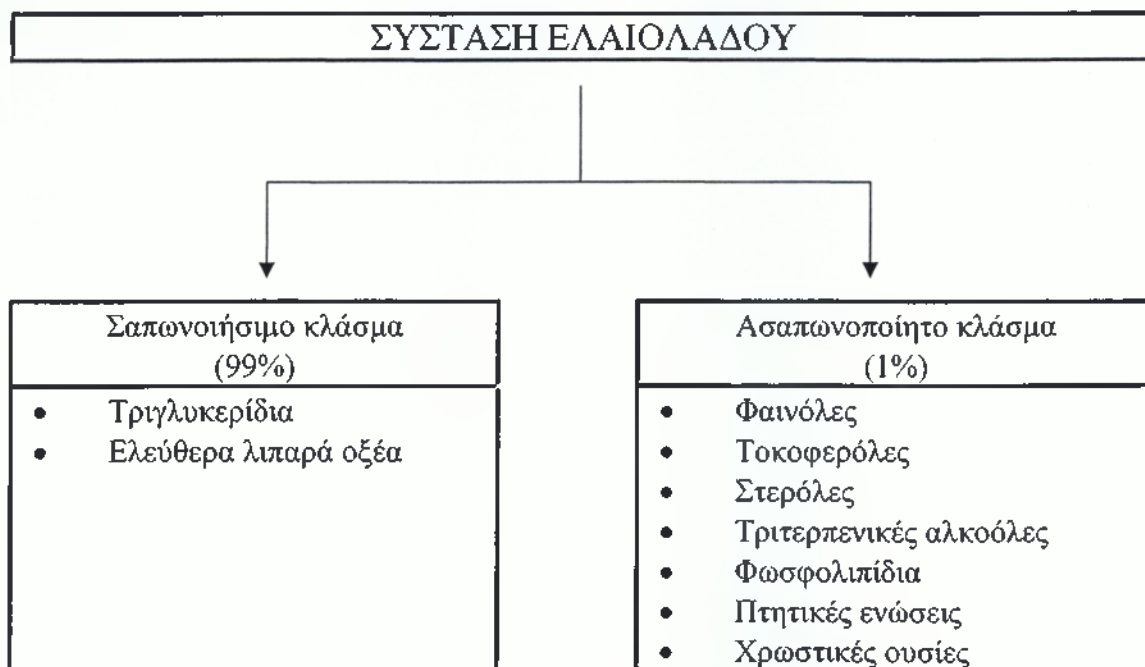 ΣΥΣΤΑΣΗ ΕΛΑΙΟΛΑΔΟΥ
Σαπωνοιήσιμο κλάσμα
(99%)
• Τριγλυκερίδια
• Ελεύθερα λιπαρά οξέα
Ασαπωνοποίητο κλάσμα
(1%)
• Φαινόλες
• Τοκοφερόλες
• Στερόλες
• Τριτερπενικές αλκοόλες
• Φωσφολιπίδια
• Πτητικές ενώσεις
• Χρωστικές ουσίες